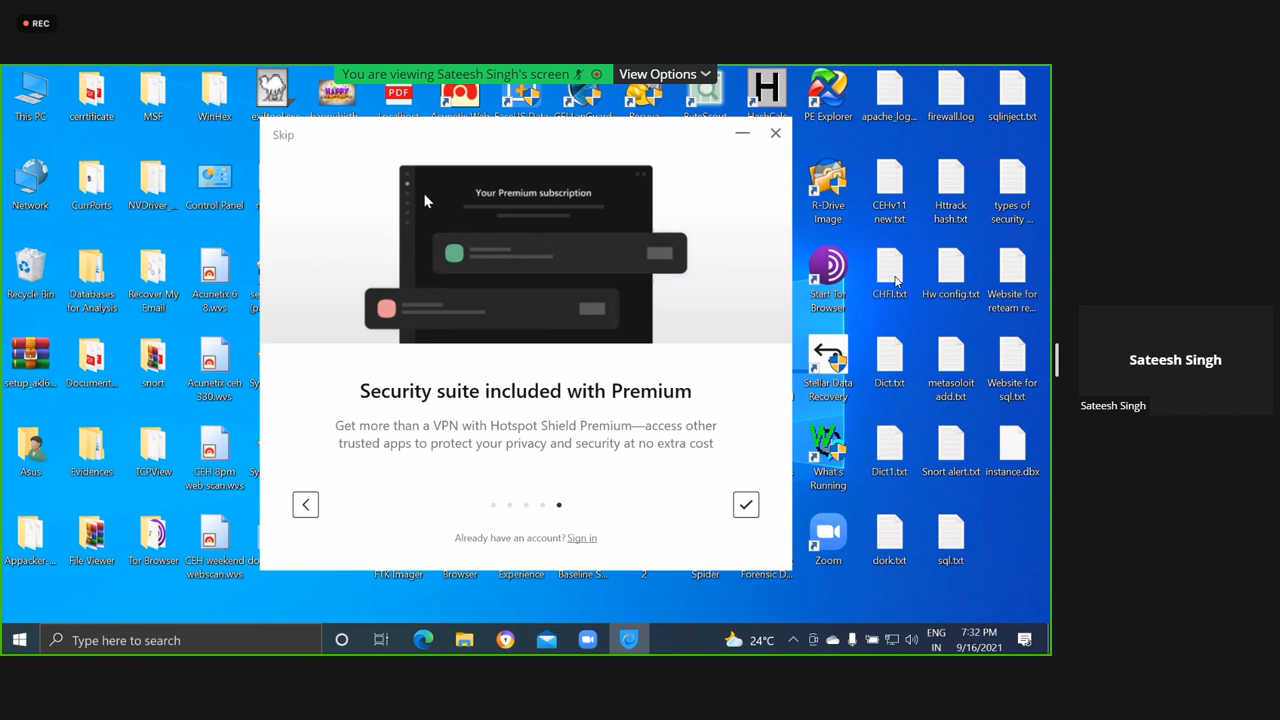 REC
You are viewing Sateesh Singh's screen
View Options
This PC
cerrtificate
MSF
WinHex
PDF
H
PE Explorer
apache_log...
firewall.log
sqlinject.txt
Skip
Your Premium subscription
Network
CurrPorts
NVDriver_...
Control Panel
R-Drive
Image
CEHv11
new.txt
Httrack
hash.txt
types of
security ...
Recycle Bin
Databases
for Analysis
Recover My
Email
Acunetix 6
8.wvs
Start Tor
Browser
CHFI.txt
Hw config.txt
Website for
reteam re...
setup_akl6...
Document...
snort
Acunetix ceh
330.wvs
Stellar Data
Recovery
Dict.txt
metasoloit
add.txt
Website for
sql.txt
Security suite included with Premium
Get more than a VPN with Hotspot Shield Premium—access other
trusted apps to protect your privacy and security at no extra cost
Asus
Evidences
TCPView
CEH 8pm
web scan.wvs
What's
Running
Dict1.txt
Snort alert.txt
instance.dbx
Already have an account? Sign in
Appacker-...
File Viewer
Tor Browser
CEH weekend
webscan.wvs
FTK Imager
Browser
Experience
Baseline S...
2
Spider
Forensic D...
Zoom
dork.txt
sql.txt
Type here to search
24°C
ENG
IN
7:32 PM
9/16/2021
Sateesh Singh
Sateesh Singh